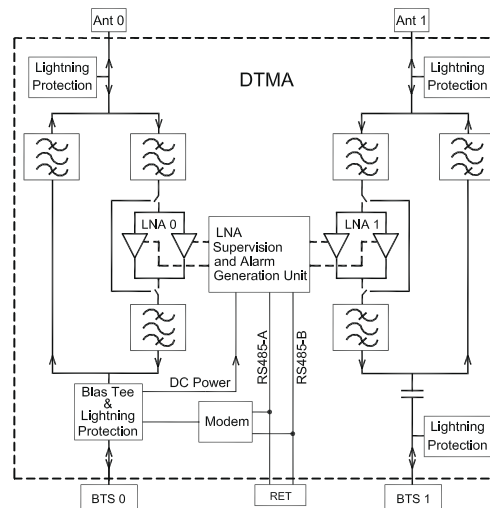 Ant 0
Ant 1
Lightning
Protection
DTMA
Lightning
Protection
LNA 0
LNA
Supervision
and Alarm
Generation Unit
LNA 1
DC Power
RS485-A
RS485-B
Blas Tee
&
Lightning
Protection
Modem
Lightning
Protection
BTS 0
RET
BTS 1